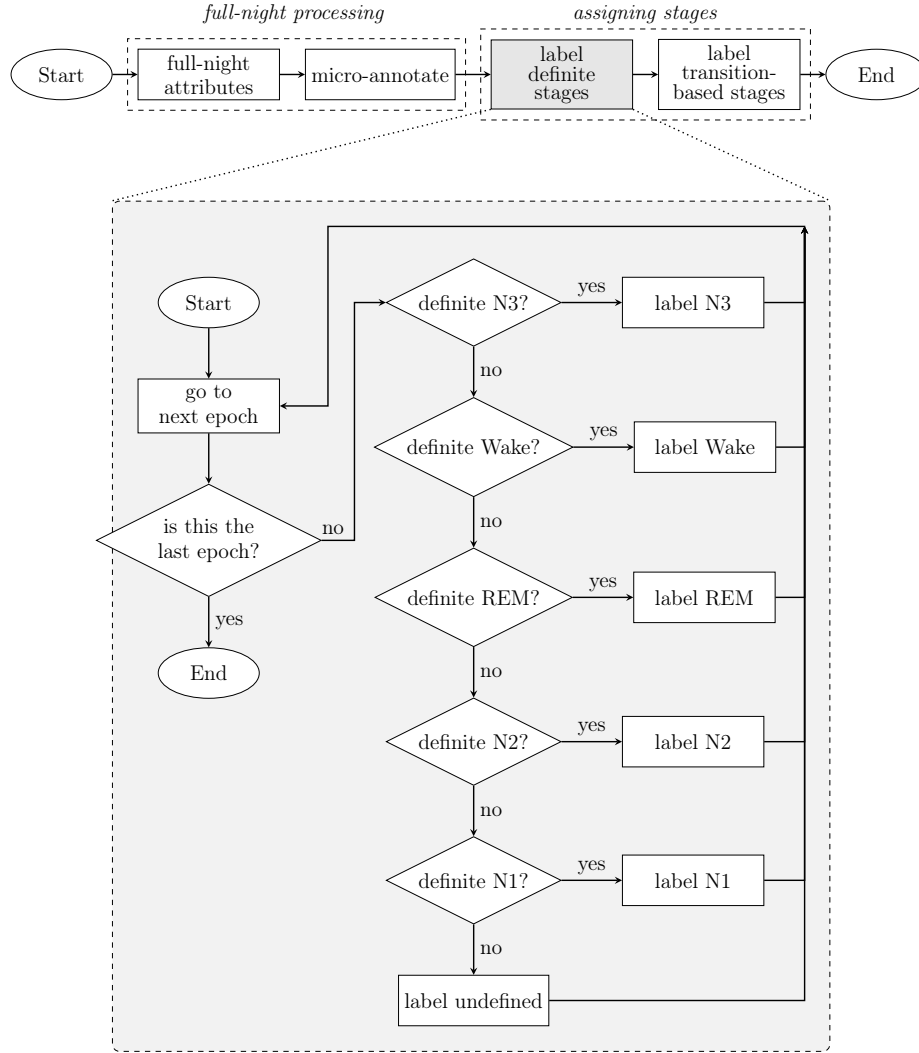 full-night processing
assigning stages
Start
full-night
attributes
micro-annotate
label
definite
stages
label
transition-
based stages
End
Start
go to
next epoch
is this the
last epoch?
no
yes
End
definite N3?
yes
label N3
no
definite Wake?
yes
label Wake
no
definite REM?
yes
label REM
no
definite N2?
yes
label N2
no
definite N1?
yes
label N1
no
label undefined